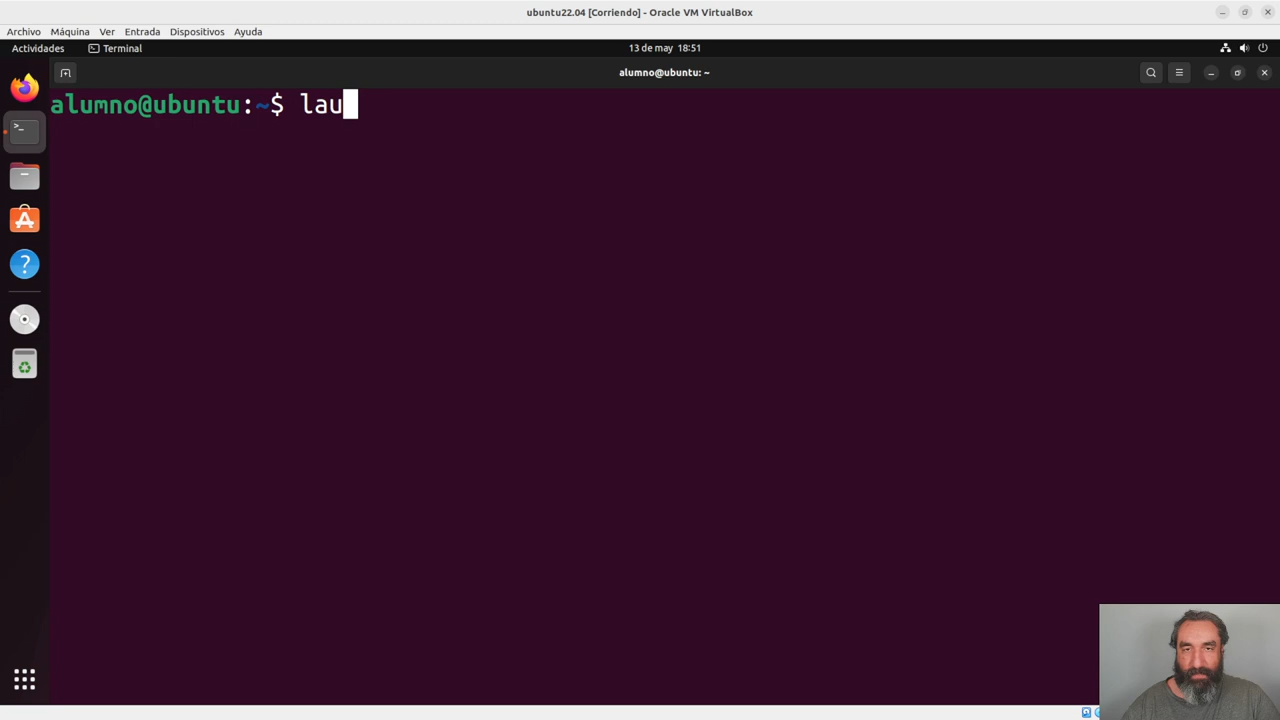 ubuntu22.04 [Corriendo] - Oracle VM VirtualBox
Archivo Máquina Ver Entrada Dispositivos Ayuda
Actividades Terminal 13 de may 18:51
alumno@ubuntu: ~
alumno@ubuntu:~$ lau